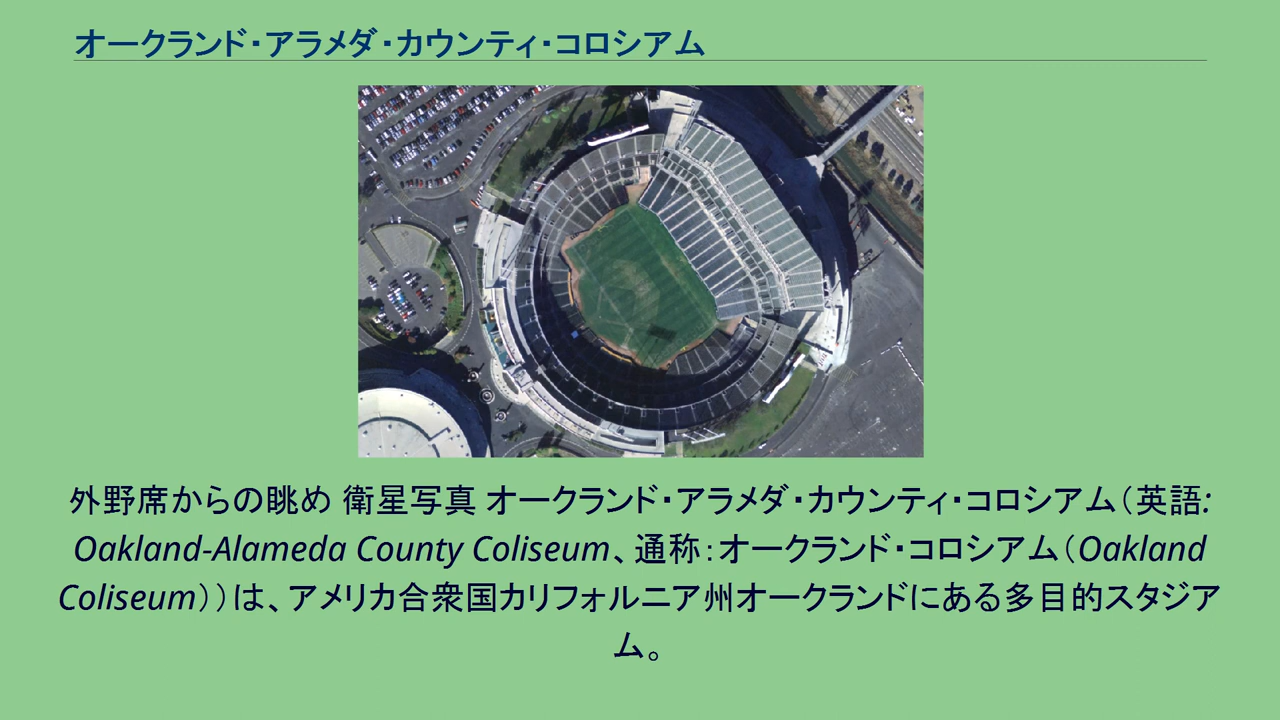 オークランド・アラメダ・カウンティ・コロシアム
外野席からの眺め 衛星写真 オークランド・アラメダ・カウンティ・コロシアム（英語:
Oakland-Alameda County Coliseum、通称：オークランド・コロシアム（Oakland
Coliseum））は、アメリカ合衆国カリフォルニア州オークランドにある多目的スタジア
ム。